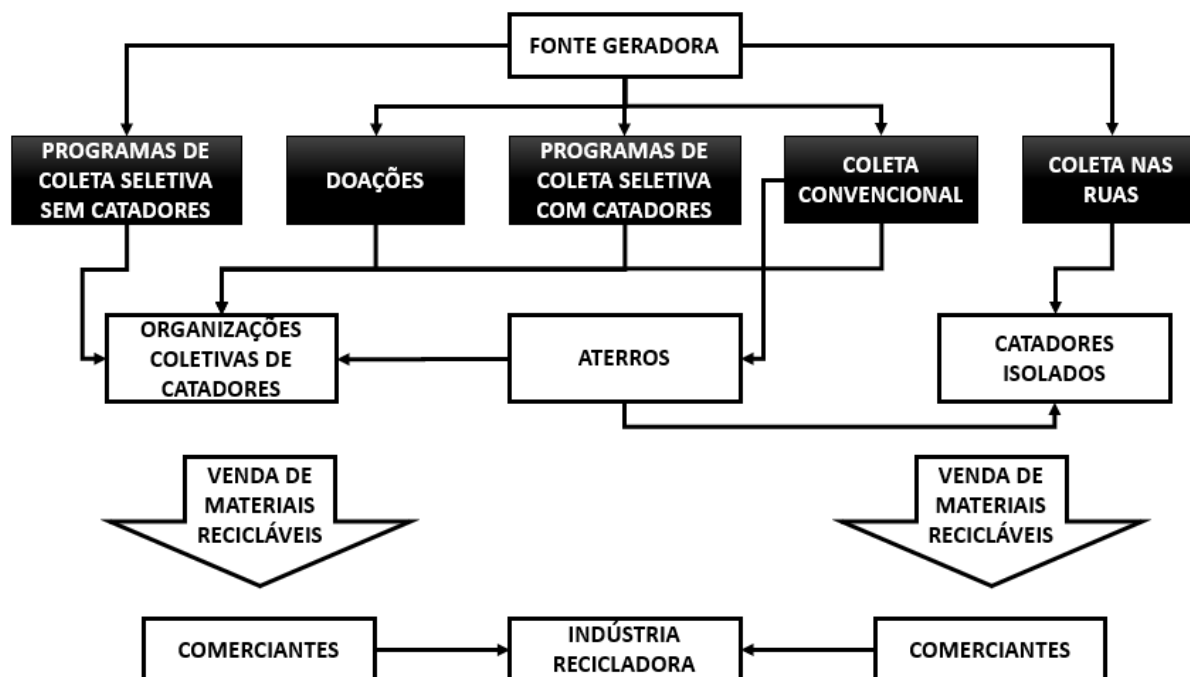 FONTE GERADORA
PROGRAMAS DE
COLETA SELETIVA
SEM CATADORES
DOAÇÕES
PROGRAMAS DE
COLETA SELETIVA
COM CATADORES
COLETA
CONVENCIONAL
COLETA NAS
RUAS
ORGANIZAÇÕES
COLETIVAS DE
CATADORES
ATERROS
CATADORES
ISOLADOS
VENDA DE
MATERIAIS
RECICLÁVEIS
VENDA DE
MATERIAIS
RECICLÁVEIS
COMERCIANTES
INDÚSTRIA
RECICLADORA
COMERCIANTES